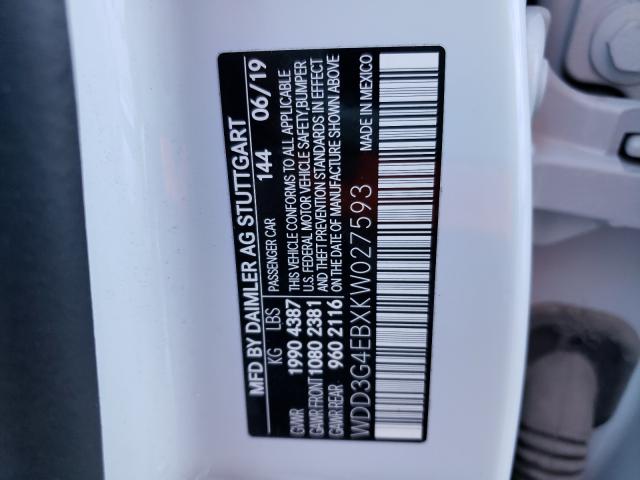 MFD BY DAIMLER AG STUTTGART
KG LBS PASSENGER CAR 144 06/19
GVWR 1990 4387 THIS VEHICLE CONFORMS TO ALL APPLICABLE
GAWR FRONT 1080 2381 U.S. FEDERAL MOTOR VEHICLE SAFETY,BUMPER
GAWR REAR 960 2116 AND THEFT PREVENTION STANDARDS IN EFFECT
ON THE DATE OF MANUFACTURE SHOWN ABOVE
WDD3G4EBXKW027593 MADE IN MEXICO